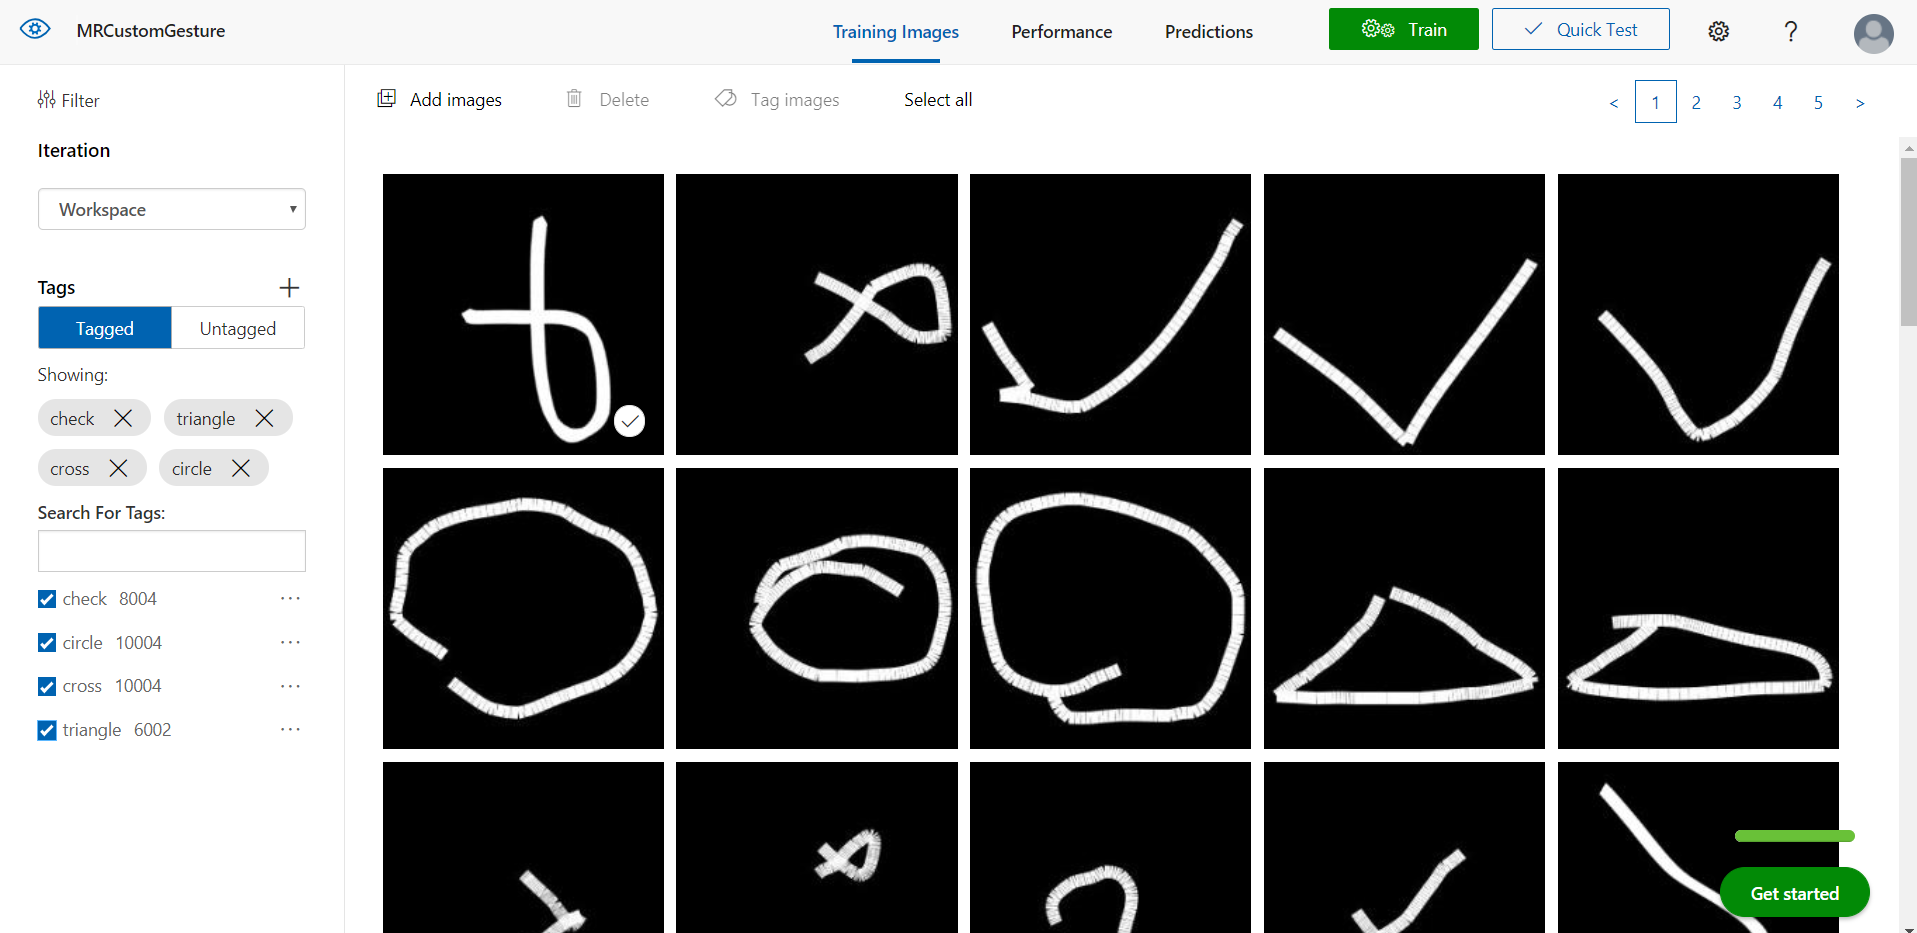 MRCustomGesture
Training Images
Performance
Predictions
Train
Quick Test
?
Filter
Add images
Delete
Tag images
Select all
< 1 2 3 4 5 >
Iteration
Workspace
Tags
Tagged
Untagged
Showing:
check
triangle
cross
circle
Search For Tags:
check 8004 ...
circle 10004 ...
cross 10004 ...
triangle 6002 ...
Get started